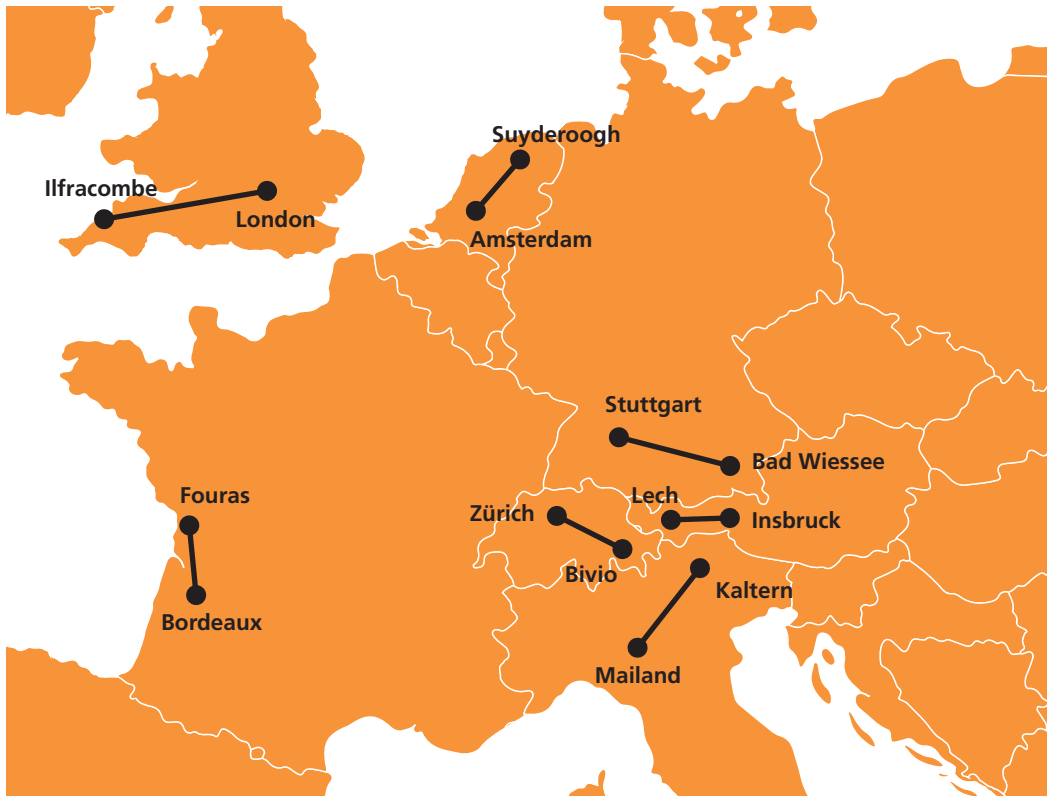 Suyderoogh
Ilfracombe
London
Amsterdam
Stuttgart
Bad Wiessee
Lech
Fouras
Zürich
Insbruck
Bivio
Kaltern
Bordeaux
Mailand